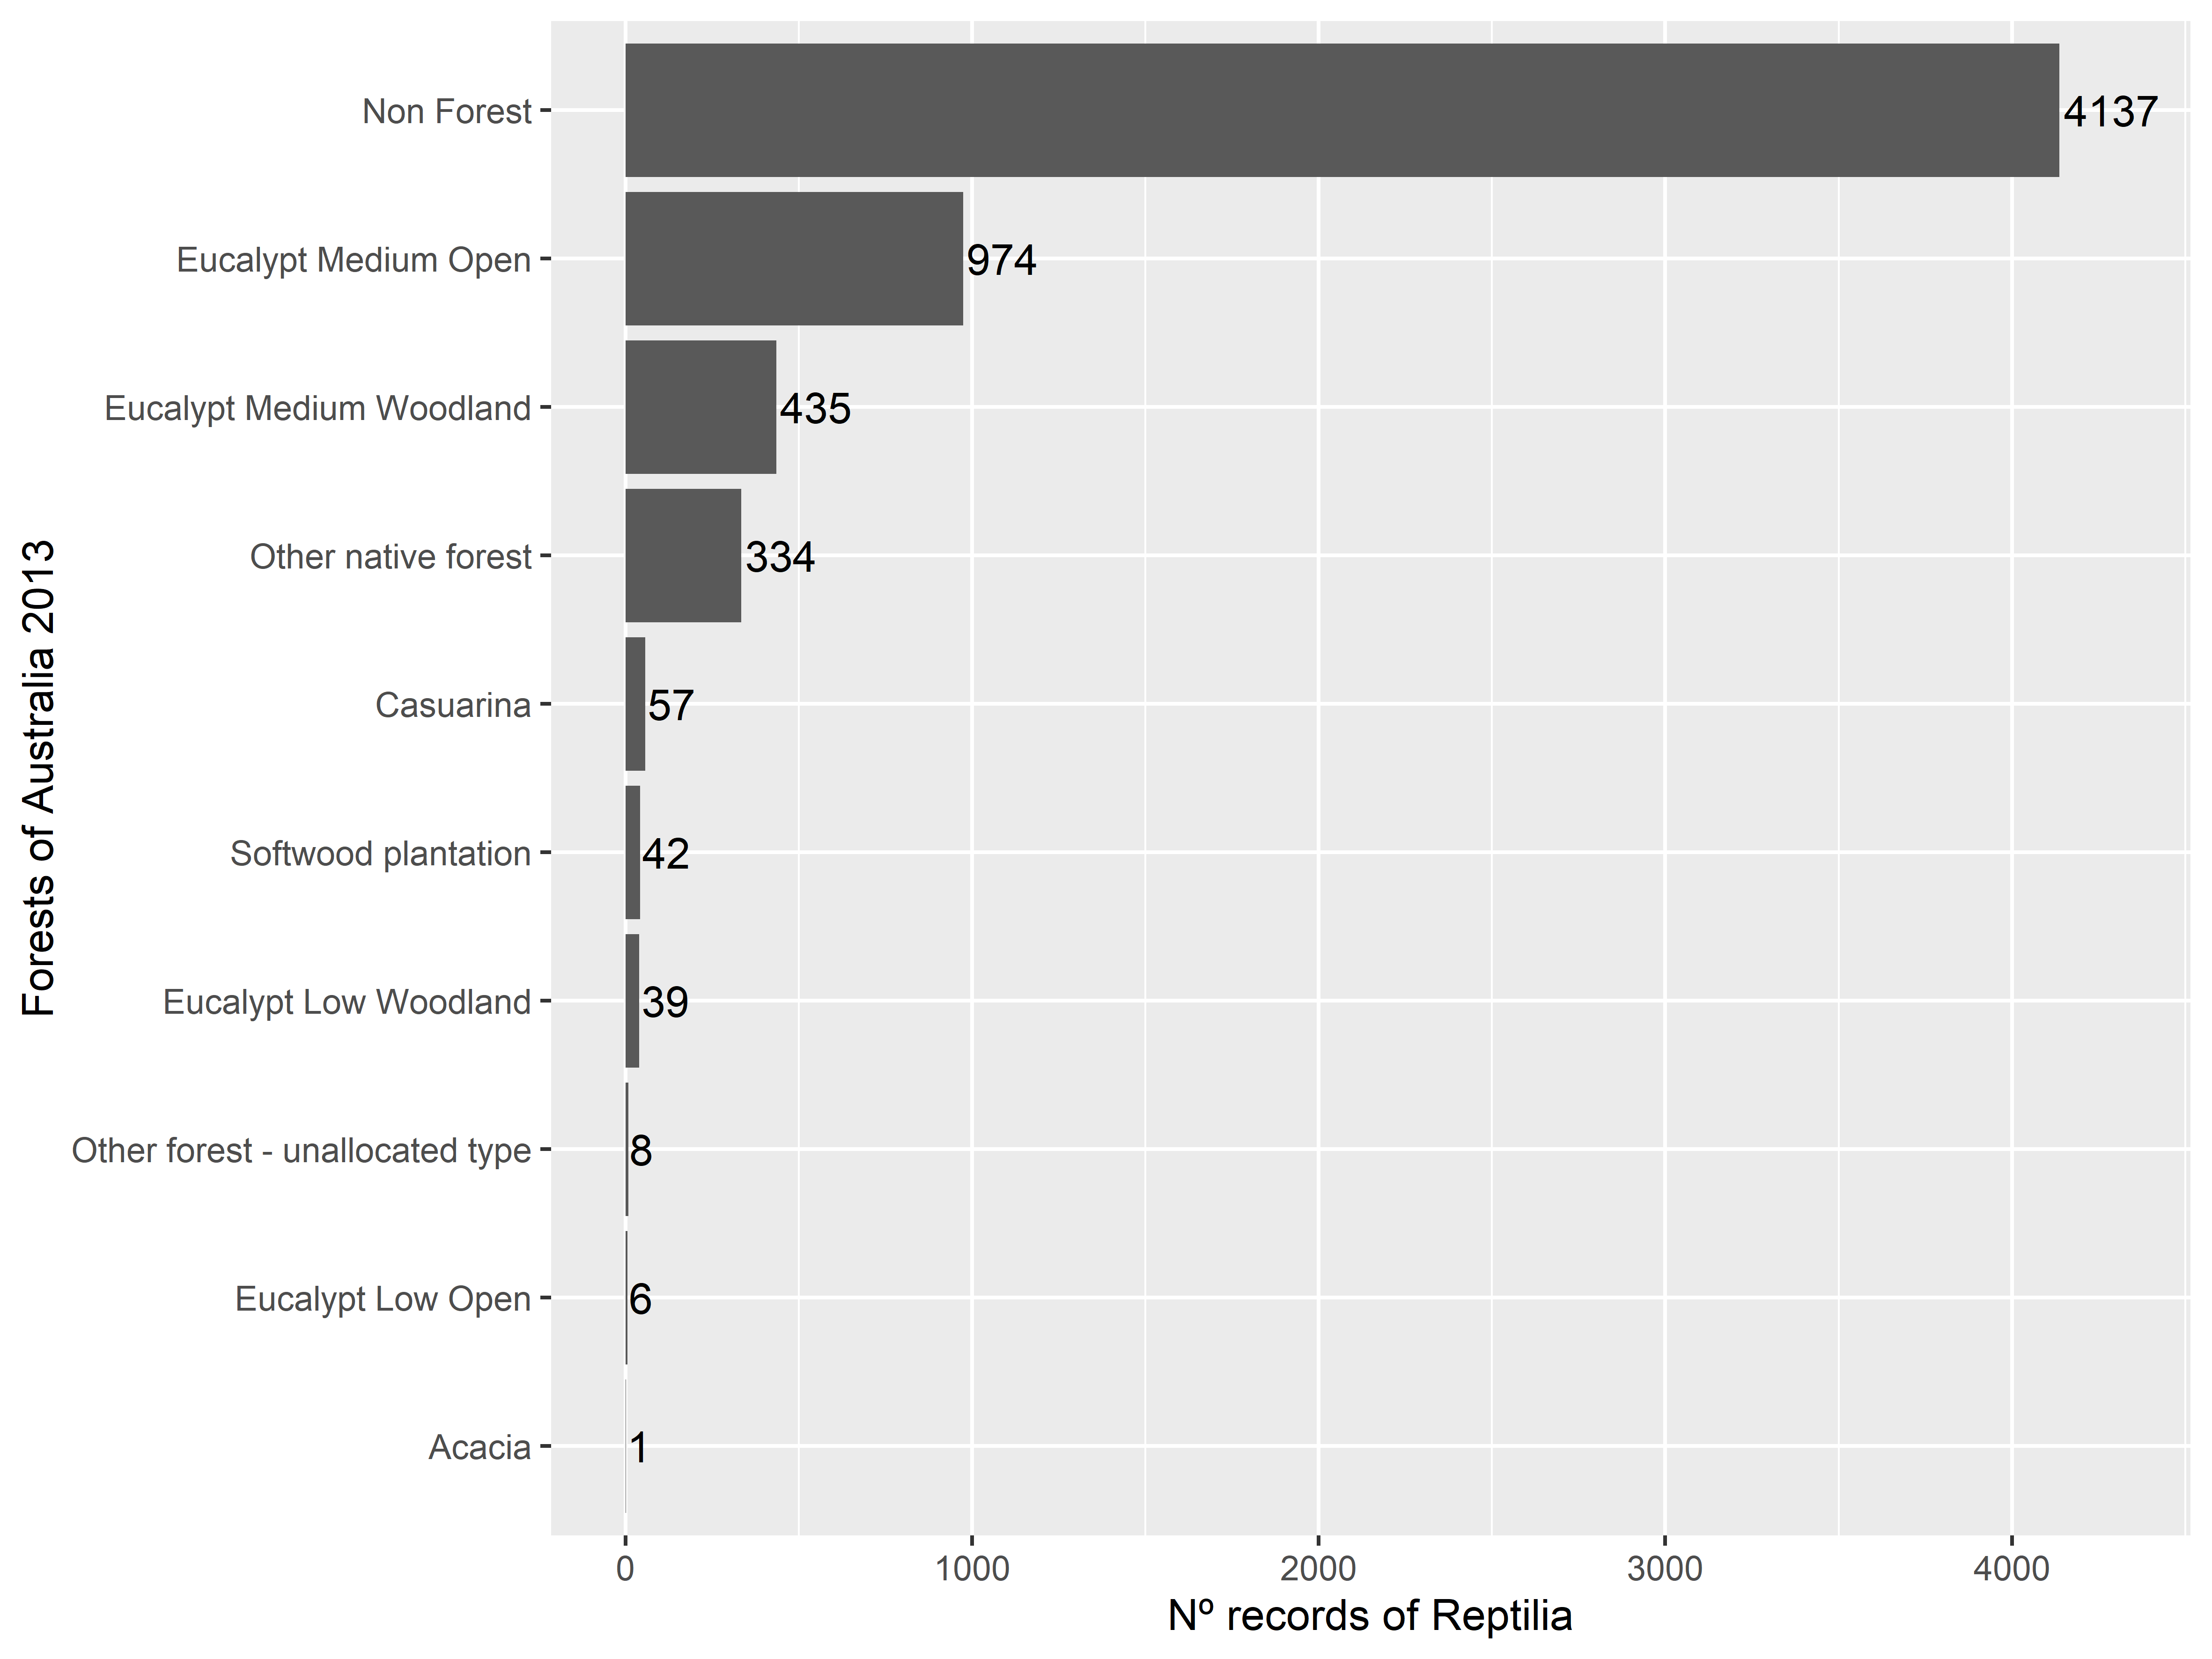 Forests of Australia 2013
Non Forest
4137
Eucalypt Medium Open
974
Eucalypt Medium Woodland
435
Other native forest
334
Casuarina
57
Softwood plantation
42
Eucalypt Low Woodland
39
Other forest - unallocated type
8
Eucalypt Low Open
6
Acacia
1
0 1000 2000 3000 4000
Nº records of Reptilia